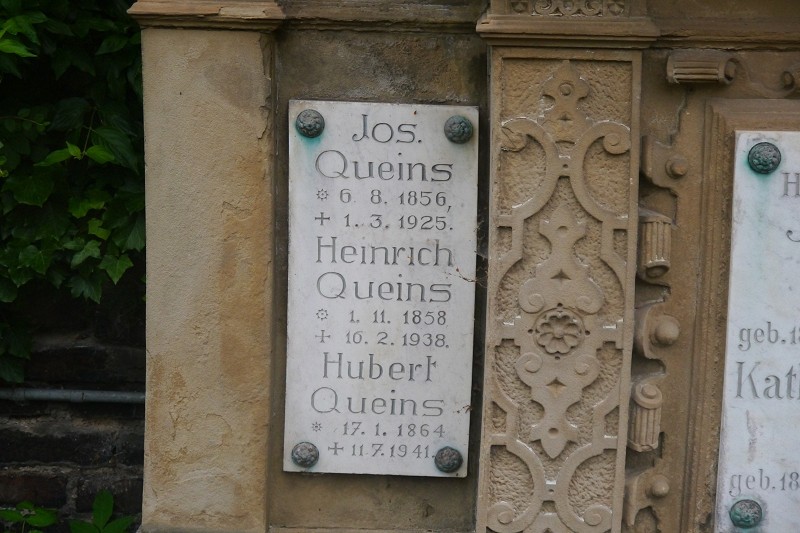 Jos.
Queins
* 6. 8. 1856,
+ 1. 3. 1925.
Heinrich
Queins
* 1. 11. 1858
+ 16. 2. 1938.
Hubert
Queins
* 17. 1. 1864
+ 11. 7. 1941.
geb.
geb.